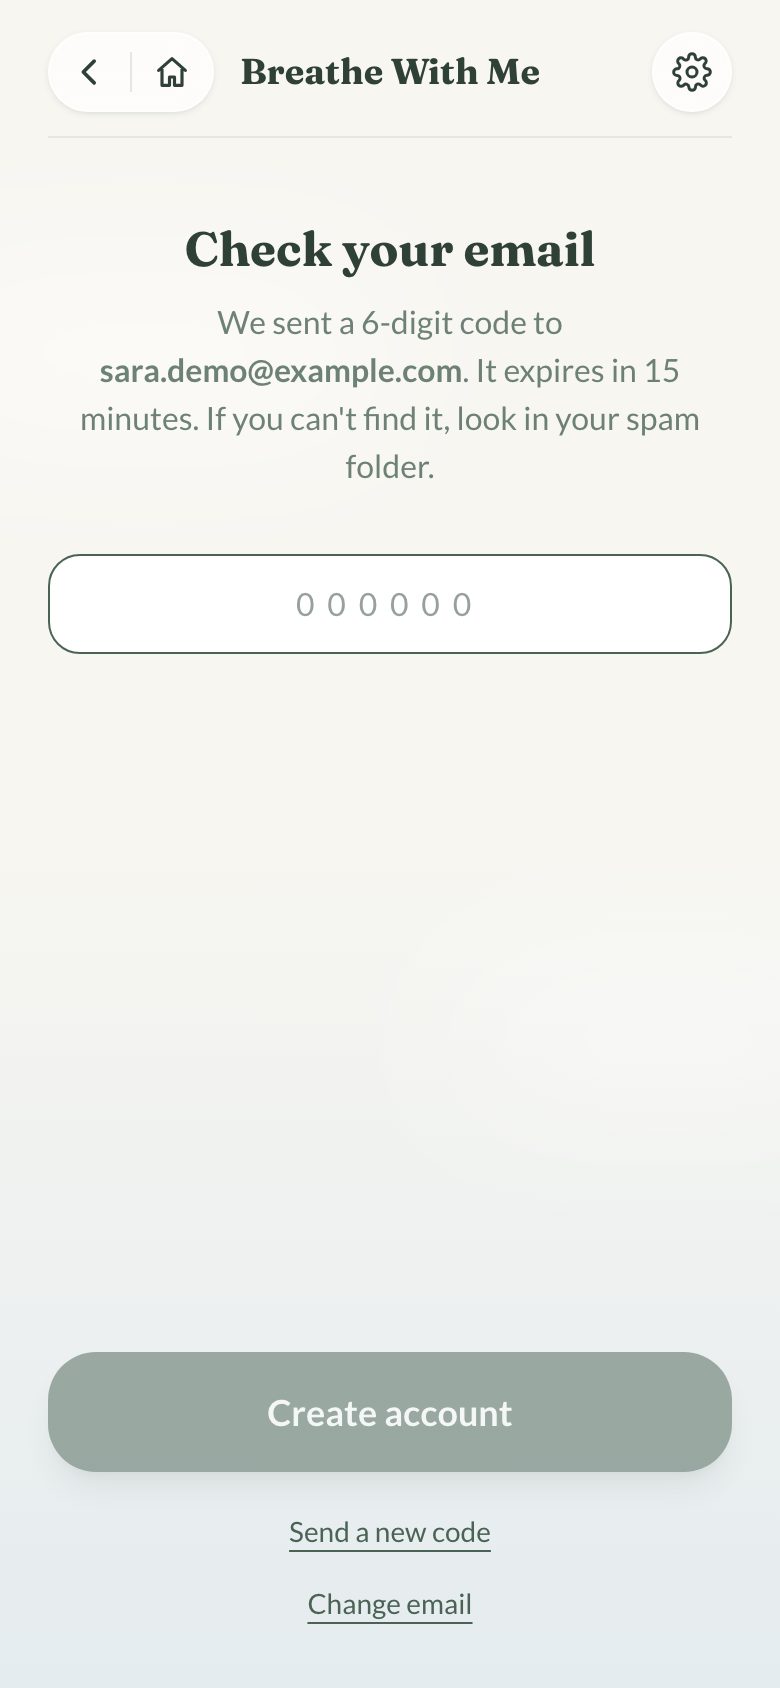 Breathe With Me
Check your email
We sent a 6-digit code to
sara.demo@example.com. It expires in 15
minutes. If you can't find it, look in your spam
folder.
000000
Create account
Send a new code
Change email